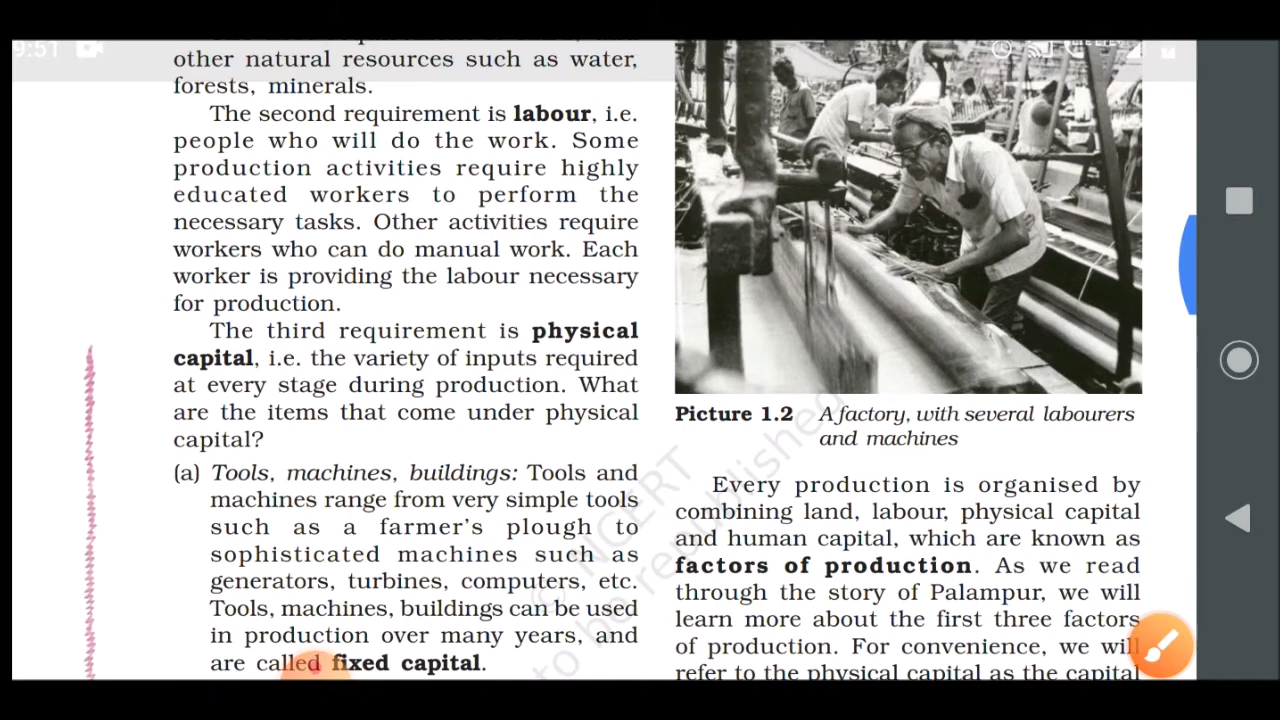 9:51
other natural resources such as water,
forests, minerals.
The second requirement is labour, i.e.
people who will do the work. Some
production activities require highly
educated workers to perform the
necessary tasks. Other activities require
workers who can do manual work. Each
worker is providing the labour necessary
for production.
The third requirement is physical
capital, i.e. the variety of inputs required
at every stage during production. What
are the items that come under physical
capital?
(a) Tools, machines, buildings: Tools and
machines range from very simple tools
such as a farmer's plough to
sophisticated machines such as
generators, turbines, computers, etc.
Tools, machines, buildings can be used
in production over many years, and
are called fixed capital.
Picture 1.2 A factory, with several labourers
and machines
Every production is organised by
combining land, labour, physical capital
and human capital, which are known as
factors of production. As we read
through the story of Palampur, we will
learn more about the first three factors
of production. For convenience, we will
refer to the physical capital as the capital
© NCERT
to be republished